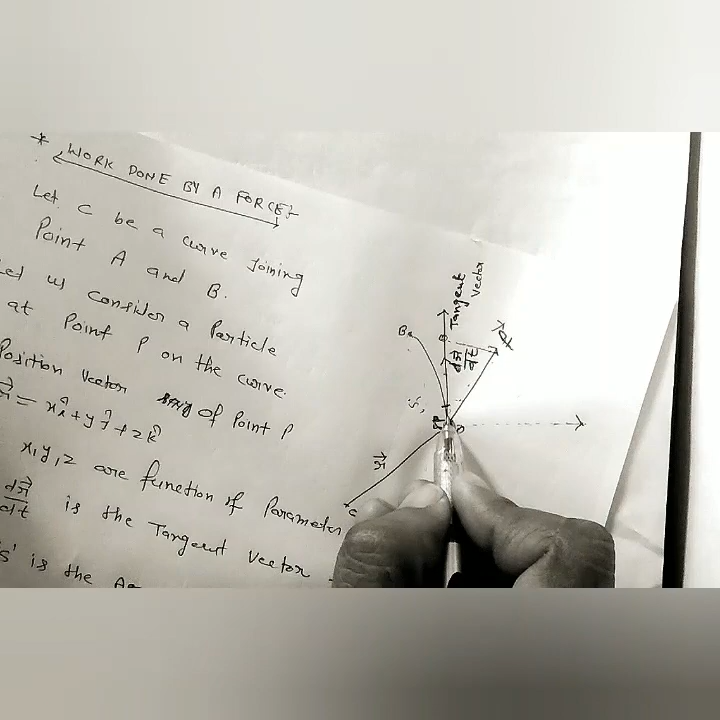 * WORK DONE BY A FORCE:
Let C be a curve Joining
Point A and B.
Let us consider a Particle
at Point P on the curve.
Position Vector of Point P
r⃗ = xî + yĵ + zk̂
x, y, z are function of Parameter
dr⃗/dt is the Tangent Vector
's' is the
Tangent
Vector
B
dr⃗/dt
's'
P
r⃗
C